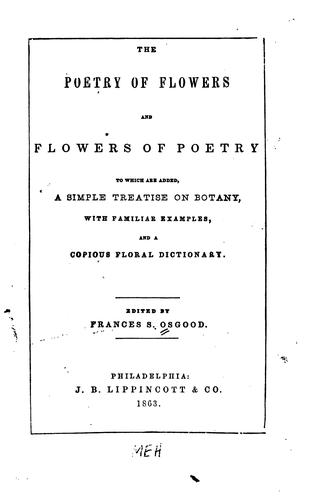 THE
POETRY OF FLOWERS
AND
FLOWERS OF POETRY
TO WHICH ARE ADDED,
A SIMPLE TREATISE ON BOTANY,
WITH FAMILIAR EXAMPLES,
AND A
COPIOUS FLORAL DICTIONARY.
EDITED BY
FRANCES S. OSGOOD.
PHILADELPHIA:
J. B. LIPPINCOTT & CO.
1863.
MEH